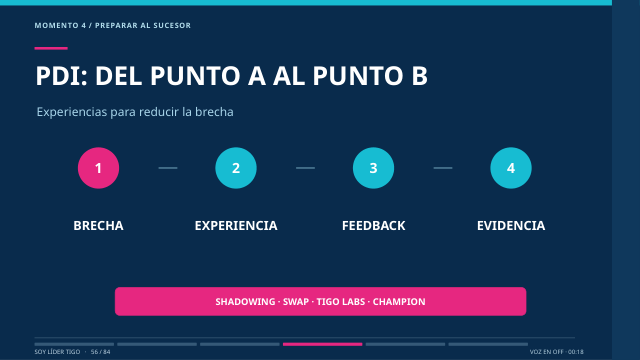 MOMENTO 4 / PREPARAR AL SUCESOR
PDI: DEL PUNTO A AL PUNTO B
Experiencias para reducir la brecha
1 2 3 4
BRECHA EXPERIENCIA FEEDBACK EVIDENCIA
SHADOWING · SWAP · TIGO LABS · CHAMPION
SOY LÍDER TIGO · 56 / 84 VOZ EN OFF · 00:18